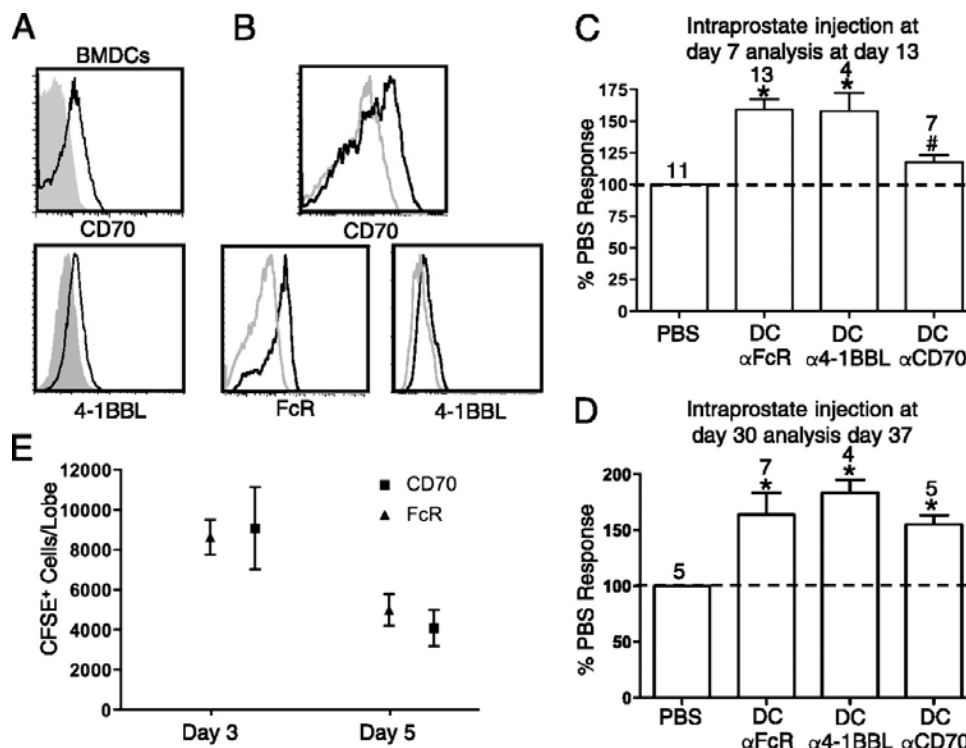 A
BMDCs
CD70
4-1BBL
B
CD70
FcR
4-1BBL
C
Intraprostate injection at
day 7 analysis at day 13
% PBS Response
175
150
125
100
75
50
25
0
11
13
*
4
*
7
#
PBS
DC
αFcR
DC
α4-1BBL
DC
αCD70
D
Intraprostate injection at
day 30 analysis day 37
% PBS Response
200
150
100
50
0
5
7
*
4
*
5
*
PBS
DC
αFcR
DC
α4-1BBL
DC
αCD70
E
CFSE+ Cells/Lobe
12000
10000
8000
6000
4000
2000
0
CD70
FcR
Day 3
Day 5